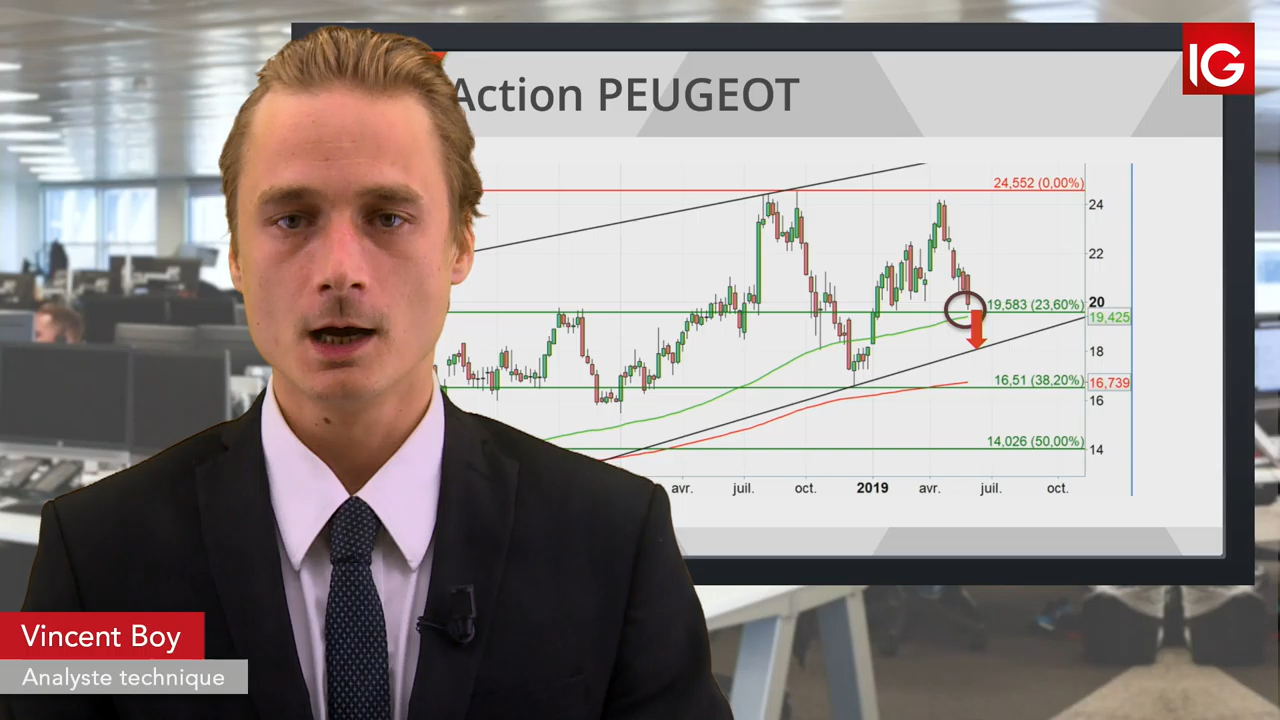 IG
Action PEUGEOT
24,552 (0,00%)
24
22
20
19,583 (23,60%)
19,425
18
16,51 (38,20%)
16,739
16
14,026 (50,00%)
14
avr.
juil.
oct.
2019
avr.
juil.
oct.
Vincent Boy
Analyste technique